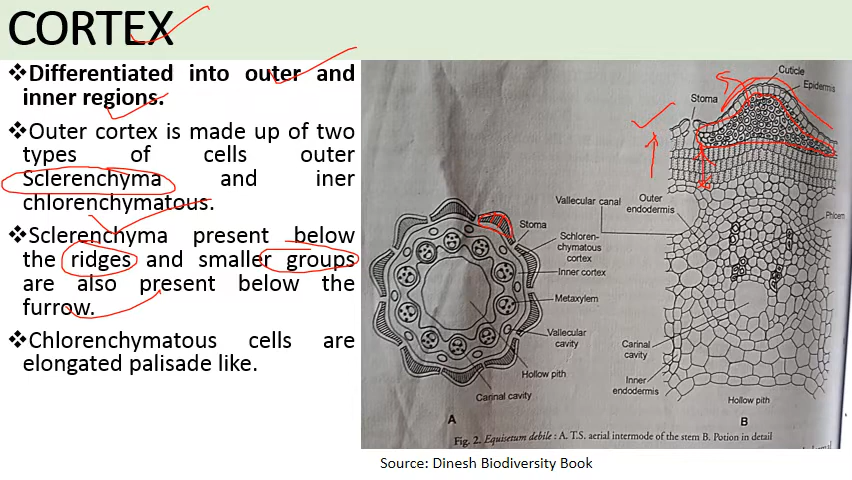 CORTEX
❖Differentiated into outer and
inner regions.
❖Outer cortex is made up of two
types of cells outer
Sclerenchyma and iner
chlorenchymatous.
❖Sclerenchyma present below
the ridges and smaller groups
are also present below the
furrow.
❖Chlorenchymatous cells are
elongated palisade like.
Cuticle
Epidermis
Stoma
Vallecular canal
Outer
endodermis
Phloem
Stoma
Schloren-
chymatous
cortex
Inner cortex
Metaxylem
Vallecular
cavity
Hollow pith
Carinal cavity
Carinal
cavity
Inner
endodermis
Hollow pith
A
B
Fig. 2. Equisetum debile : A. T.S. aerial intermode of the stem B. Potion in detail
Source: Dinesh Biodiversity Book